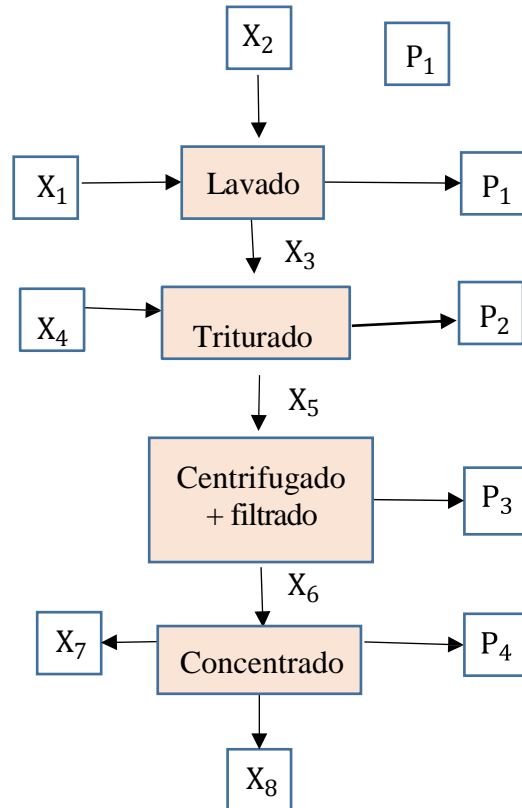 X₂
P₁
X₁
Lavado
P₁
X₃
X₄
Triturado
P₂
X₅
Centrifugado
+ filtrado
P₃
X₆
X₇
Concentrado
P₄
X₈